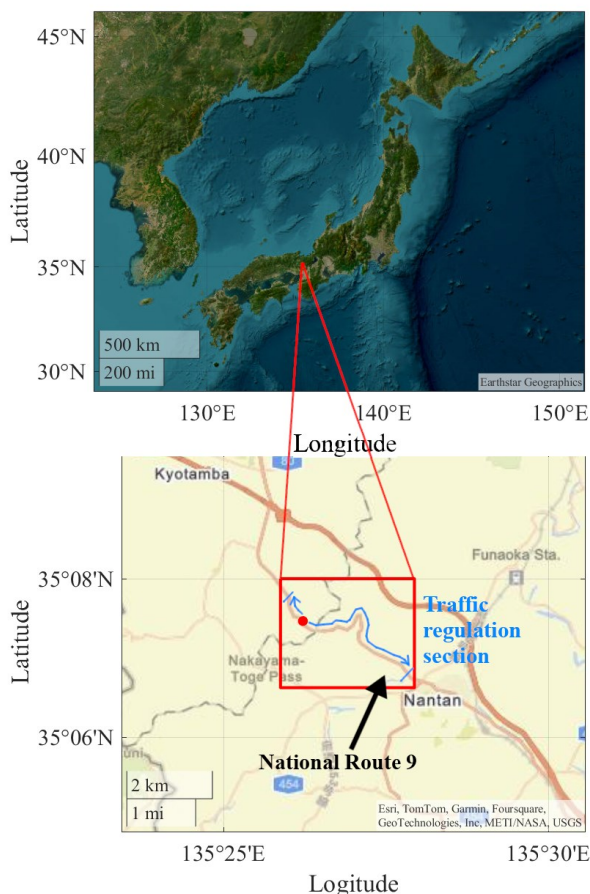 45°N
40°N
35°N
30°N
Latitude
500 km
200 mi
Earthstar Geographics
130°E
140°E
150°E
Longitude
Kyotamba
Funaoka Sta.
35°08'N
Traffic
regulation
section
Latitude
Nakayama-
Toge Pass
Nantan
35°06'N
National Route 9
uni
2 km
1 mi
454
Esri, TomTom, Garmin, Foursquare,
GeoTechnologies, Inc, METI/NASA, USGS
135°25'E
135°30'E
Logitude